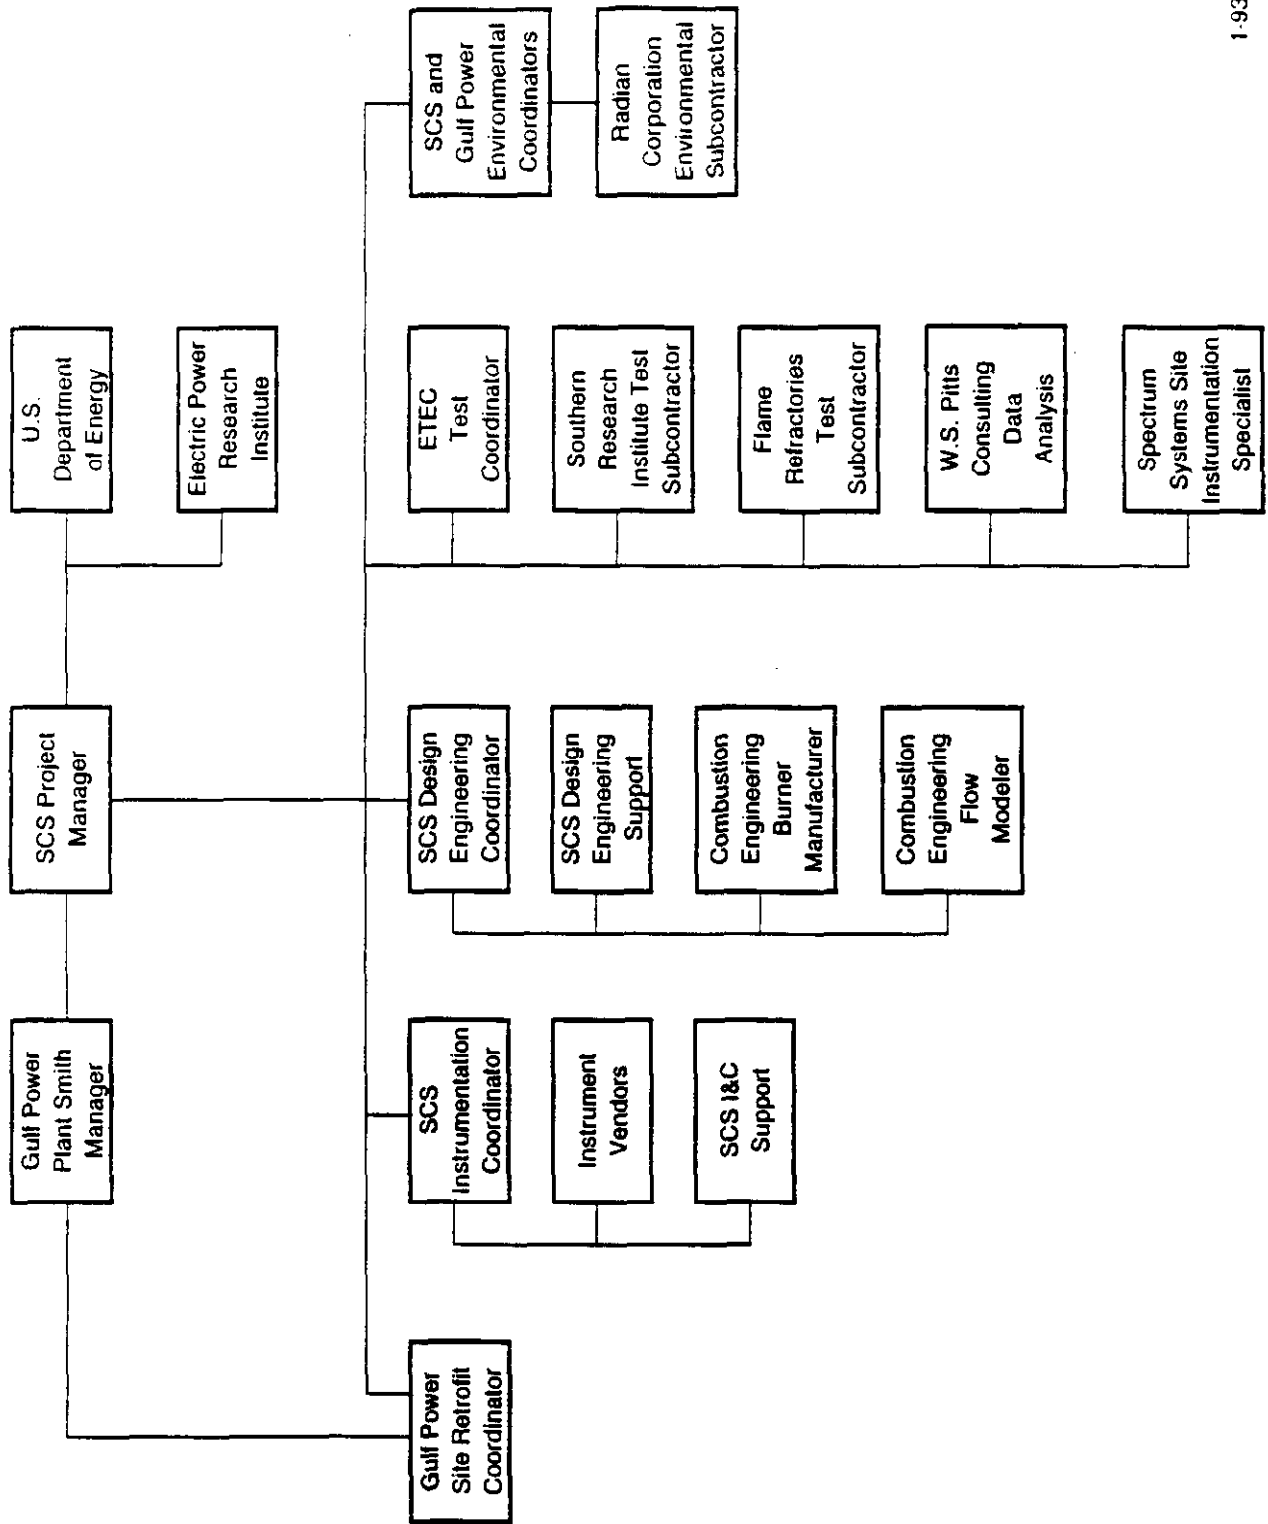 Gulf Power
Plant Smith
Manager
SCS Project
Manager
U.S.
Department
of Energy
Electric Power
Research
Institute
Gulf Power
Site Retrofit
Coordinator
SCS
Instrumentation
Coordinator
Instrument
Vendors
SCS I&C
Support
SCS Design
Engineering
Coordinator
SCS Design
Engineering
Support
Combustion
Engineering
Burner
Manufacturer
Combustion
Engineering
Flow
Modeler
ETEC
Test
Coordinator
Southern
Research
Institute Test
Subcontractor
Flame
Refractories
Test
Subcontractor
W.S. Pitts
Consulting
Data
Analysis
Spectrum
Systems Site
Instrumentation
Specialist
SCS and
Gulf Power
Environmental
Coordinators
Radian
Corporation
Environmental
Subcontractor
1-93